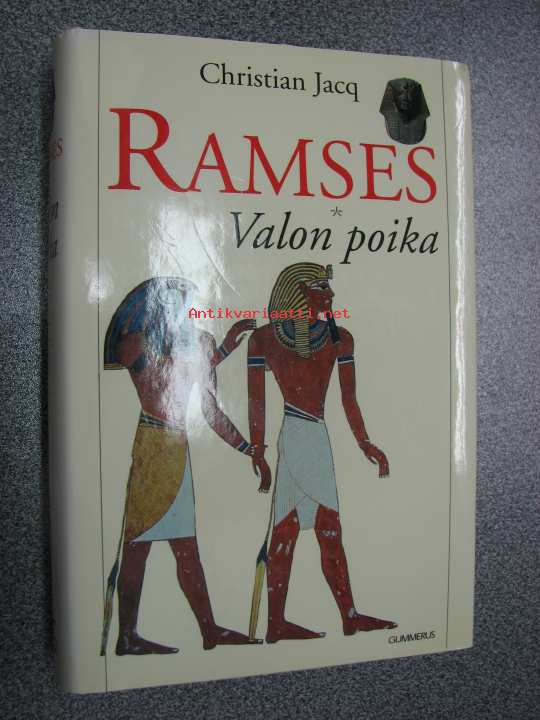 Christian Jacq
RAMSES
*
Valon poika
Antikvariaatti.net
GUMMERUS